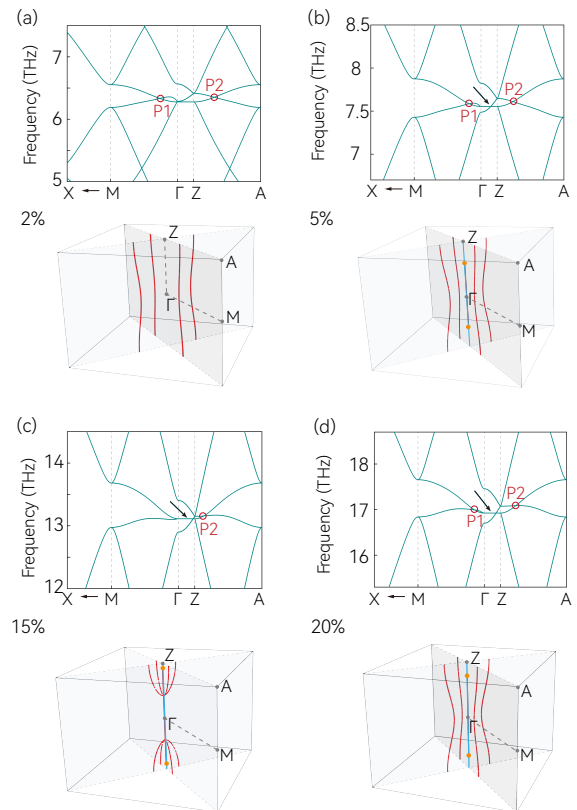 (a)
Frequency (THz)
7
6
5
P1
P2
X
M
Γ
Z
A
2%
Z
A
Γ
M
(b)
Frequency (THz)
8.5
8
7.5
7
P1
P2
X
M
Γ
Z
A
5%
Z
A
Γ
M
(c)
Frequency (THz)
14
13
12
P2
X
M
Γ
Z
A
15%
Z
A
Γ
M
(d)
Frequency (THz)
18
17
16
P1
P2
X
M
Γ
Z
A
20%
Z
A
Γ
M